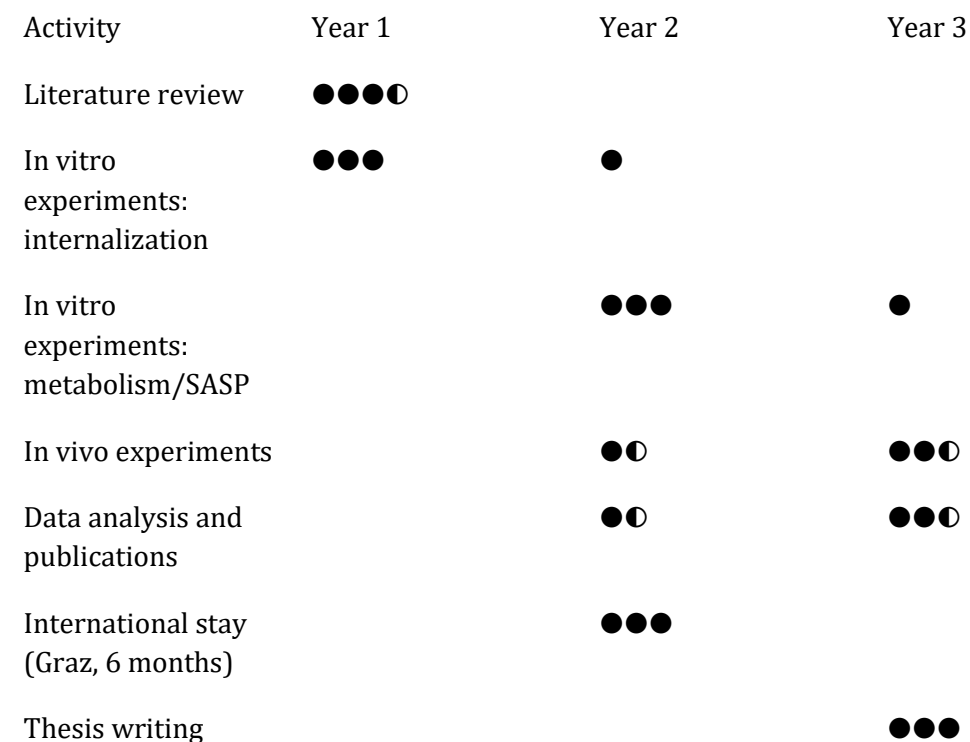 Activity Year 1 Year 2 Year 3
Literature review ●●●◐
In vitro ●●● ●
experiments:
internalization
In vitro ●●● ●
experiments:
metabolism/SASP
In vivo experiments ●◐ ●●◐
Data analysis and ●◐ ●●◐
publications
International stay ●●●
(Graz, 6 months)
Thesis writing ●●●